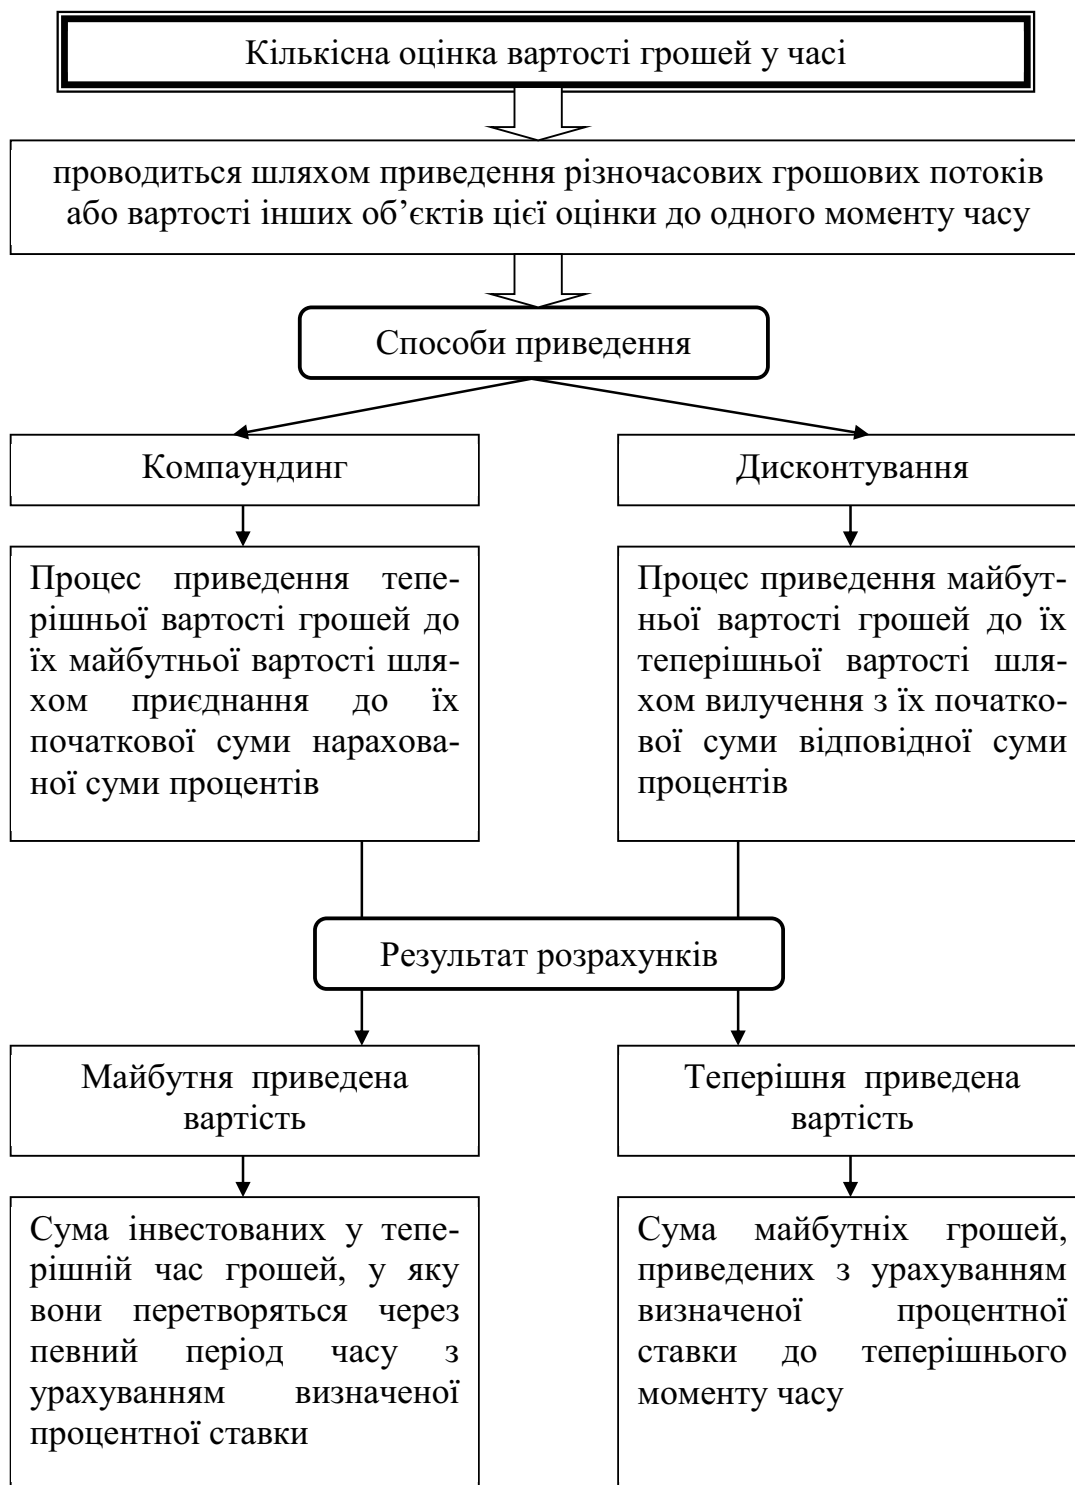 Кількісна оцінка вартості грошей у часі
проводиться шляхом приведення різночасових грошових потоків
або вартості інших об’єктів цієї оцінки до одного моменту часу
Способи приведення
Компаундинг
Процес приведення тепе-
рішньої вартості грошей до
їх майбутньої вартості шля-
хом приєднання до їх
початкової суми нарахова-
ної суми процентів
Дисконтування
Процес приведення майбут-
ньої вартості грошей до їх
теперішньої вартості шля-
хом вилучення з їх початко-
вої суми відповідної суми
процентів
Результат розрахунків
Майбутня приведена
вартість
Сума інвестованих у тепе-
рішній час грошей, у яку
вони перетворяться через
певний період часу з
урахуванням визначеної
процентної ставки
Теперішня приведена
вартість
Сума майбутніх грошей,
приведених з урахуванням
визначеної процентної
ставки до теперішнього
моменту часу